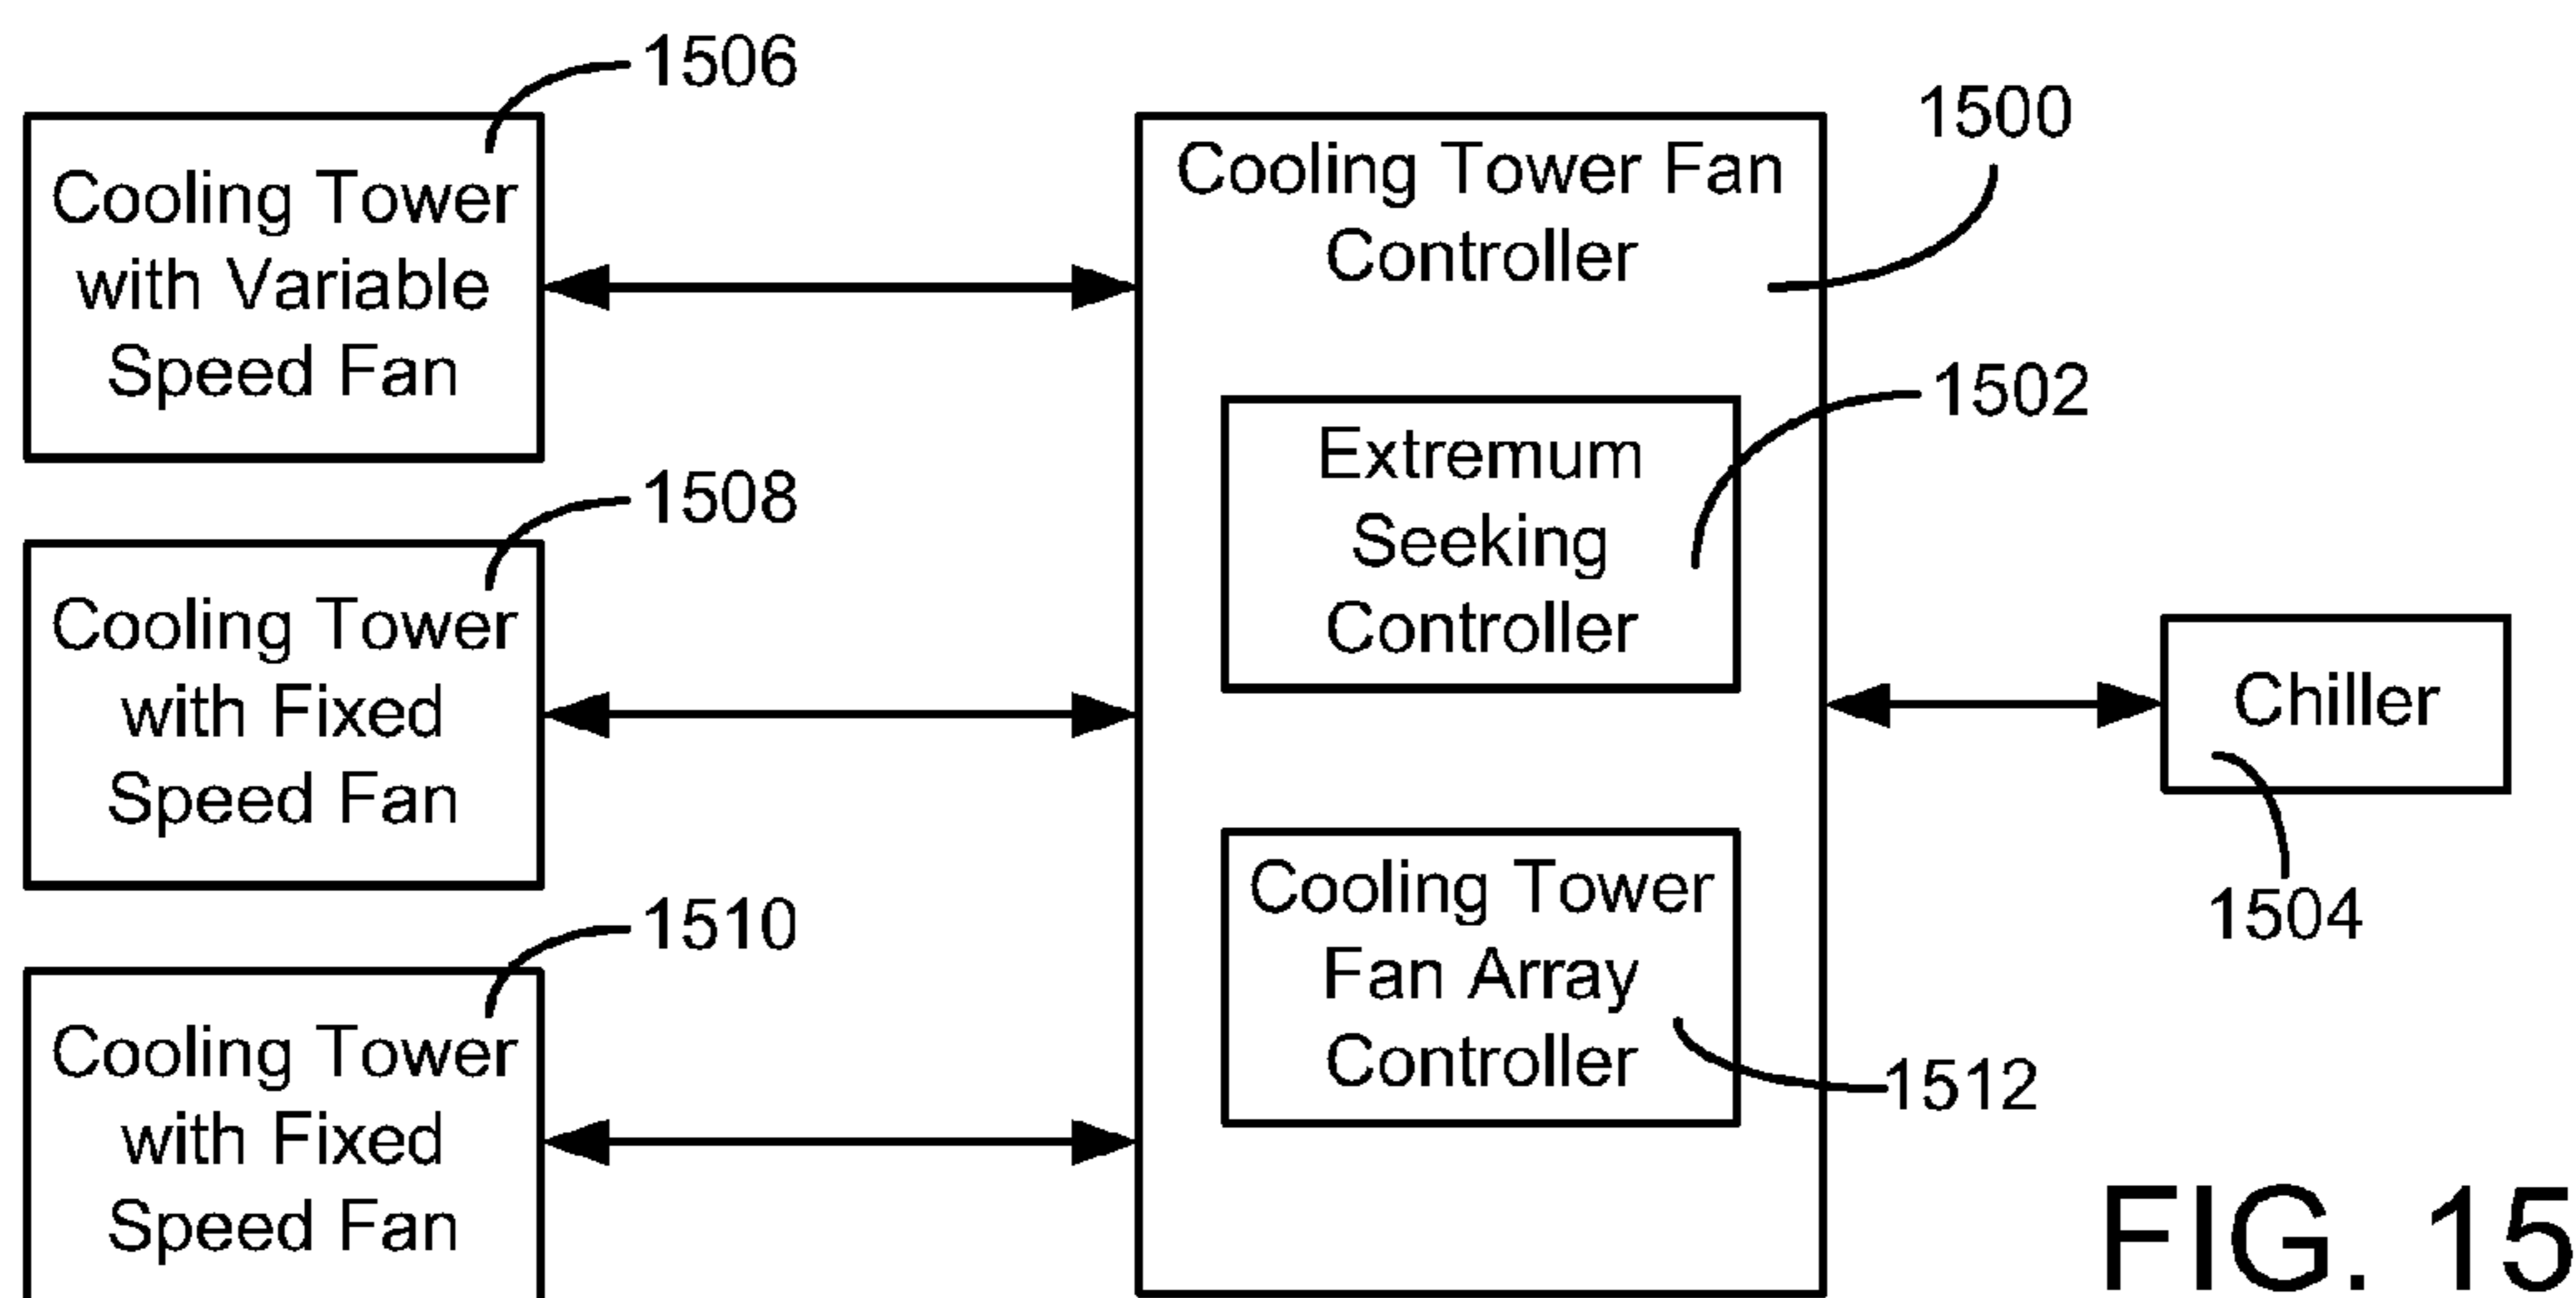 1506
Cooling Tower
with Variable
Speed Fan
1508
Cooling Tower
with Fixed
Speed Fan
1510
Cooling Tower
with Fixed
Speed Fan
Cooling Tower Fan
Controller
1500
Extremum
Seeking
Controller
1502
Cooling Tower
Fan Array
Controller
1512
Chiller
1504
FIG. 15